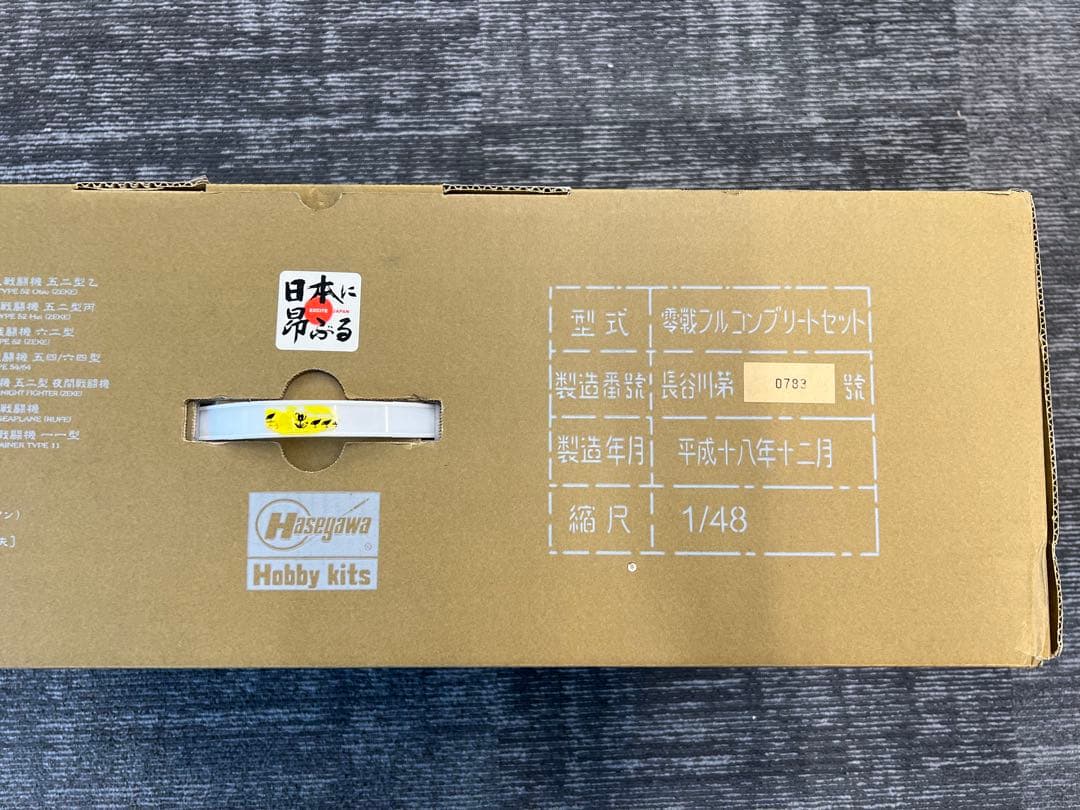 戦闘機 五二型乙
TYPE 52 Otsu (ZEKE)
戦闘機 五二型丙
TYPE 52 Hei (ZEKE)
戦闘機 六二型
TYPE 62 (ZEKE)
闘機 五四/六四型
TYPE 54/64
機 五二型 夜間戦闘機
NIGHT FIGHTER (ZEKE)
戦闘機
SEAPLANE (RUFE)
戦闘機 一一型
TRAINER TYPE 11
日本に
EXCITE JAPAN
昂ぶる
Hasegawa
Hobby kits
型式 零戦フルコンプリートセット
製造番號 長谷川第 0783 號
製造年月 平成十八年十二月
縮尺 1/48